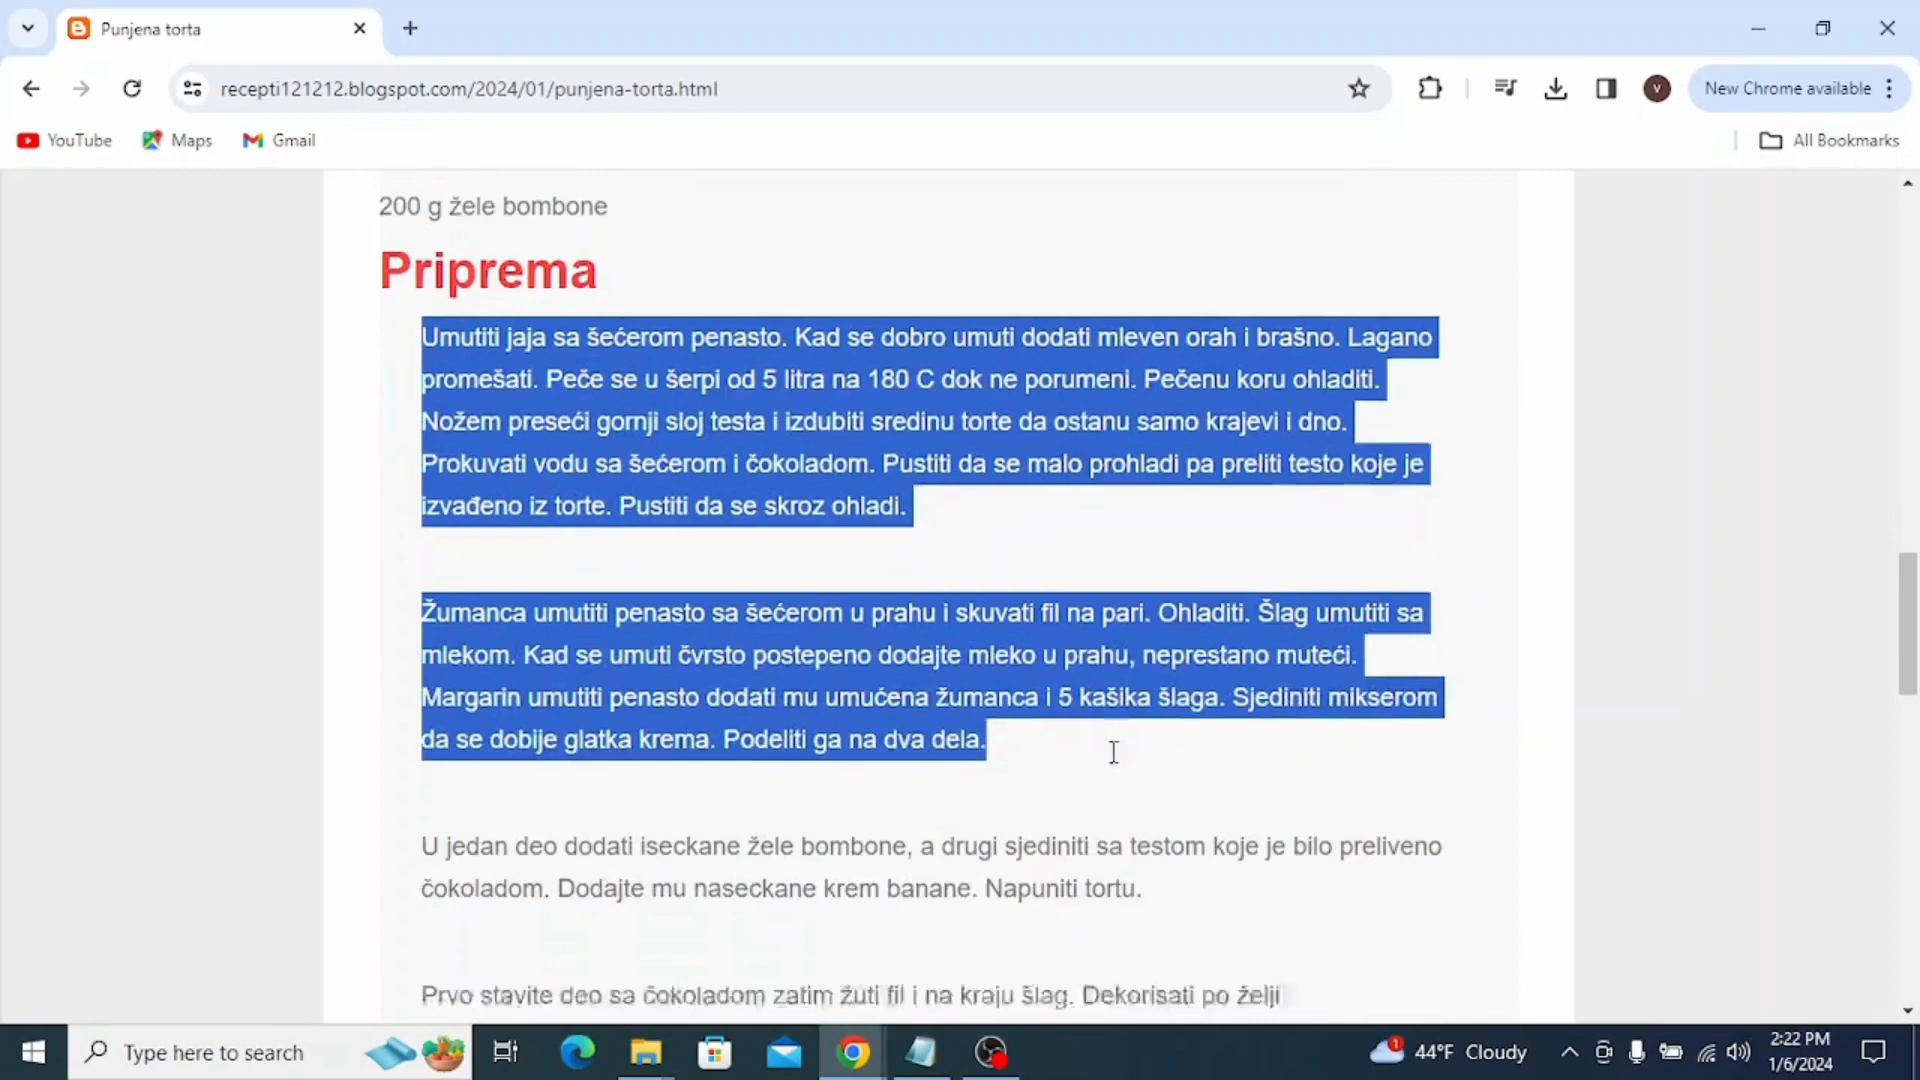 Punjena torta
recepti121212.blogspot.com/2024/01/punjena-torta.html
V
New Chrome available
YouTube
Maps
Gmail
All Bookmarks
200 g žele bombone
Priprema
Umutiti jaja sa šećerom penasto. Kad se dobro umuti dodati mleven orah i brašno. Lagano
promešati. Peče se u šerpi od 5 litra na 180 C dok ne porumeni. Pečenu koru ohladiti.
Nožem preseći gornji sloj testa i izdubiti sredinu torte da ostanu samo krajevi i dno.
Prokuvati vodu sa šećerom i čokoladom. Pustiti da se malo prohladi pa preliti testo koje je
izvađeno iz torte. Pustiti da se skroz ohladi.
Žumanca umutiti penasto sa šećerom u prahu i skuvati fil na pari. Ohladiti. Šlag umutiti sa
mlekom. Kad se umuti čvrsto postepeno dodajte mleko u prahu, neprestano muteći.
Margarin umutiti penasto dodati mu umućena žumanca i 5 kašika šlaga. Sjediniti mikserom
da se dobije glatka krema. Podeliti ga na dva dela.
U jedan deo dodati iseckane žele bombone, a drugi sjediniti sa testom koje je bilo preliveno
čokoladom. Dodajte mu naseckane krem banane. Napuniti tortu.
Prvo stavite deo sa čokoladom zatim žuti fil i na kraju šlag. Dekorisati po želji
Type here to search
1
44°F Cloudy
2:22 PM
1/6/2024